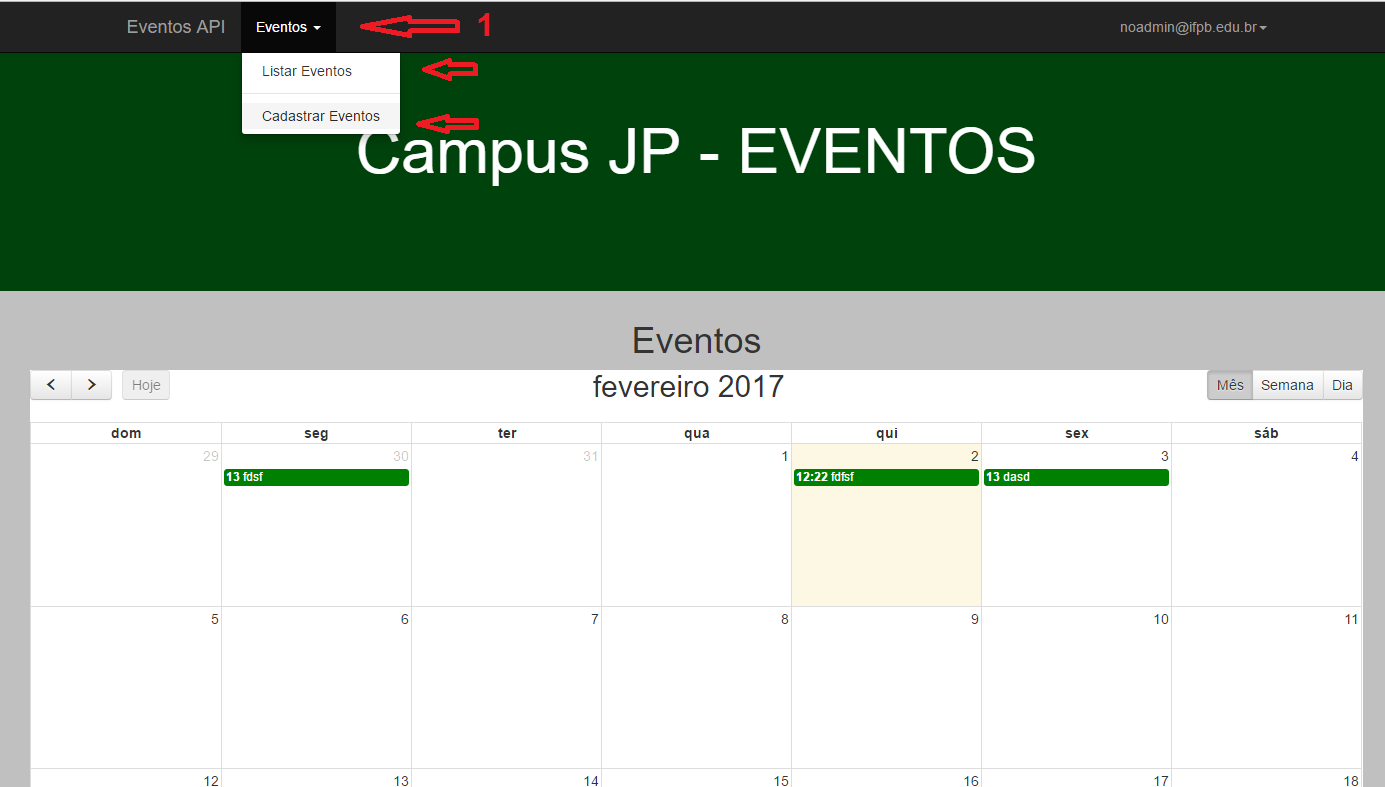 Eventos API Eventos 1 noadmin@ifpb.edu.br
Listar Eventos
Cadastrar Eventos
Campus JP - EVENTOS
Eventos
Hoje fevereiro 2017 Mês Semana Dia
dom seg ter qua qui sex sáb
29 30 31 1 2 3 4
13 fdsf 12:22 fdfsf 13 dasd
5 6 7 8 9 10 11
12 13 14 15 16 17 18